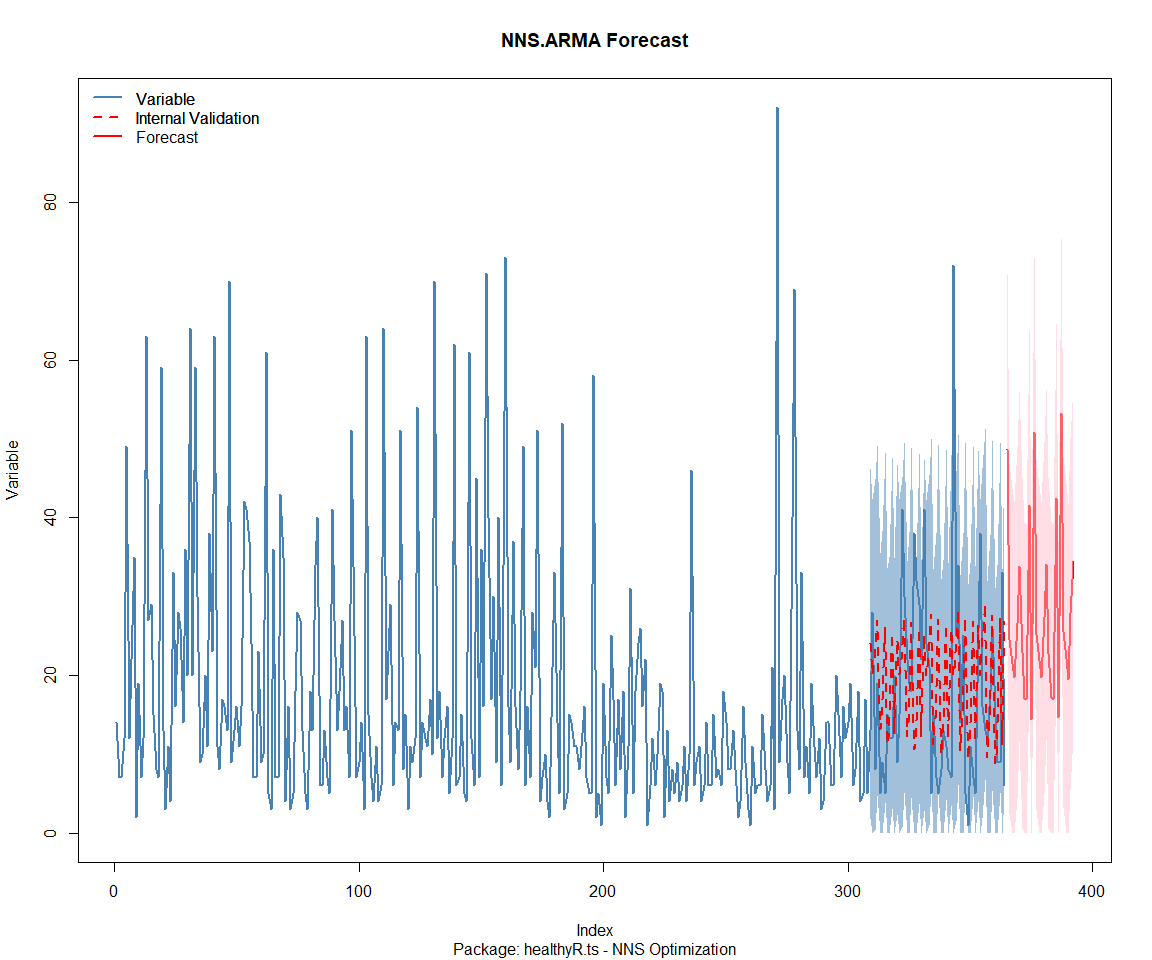 NNS.ARMA Forecast
Variable
Internal Validation
Forecast
Variable
80
60
40
20
0
0 100 200 300 400
Index
Package: healthyR.ts - NNS Optimization